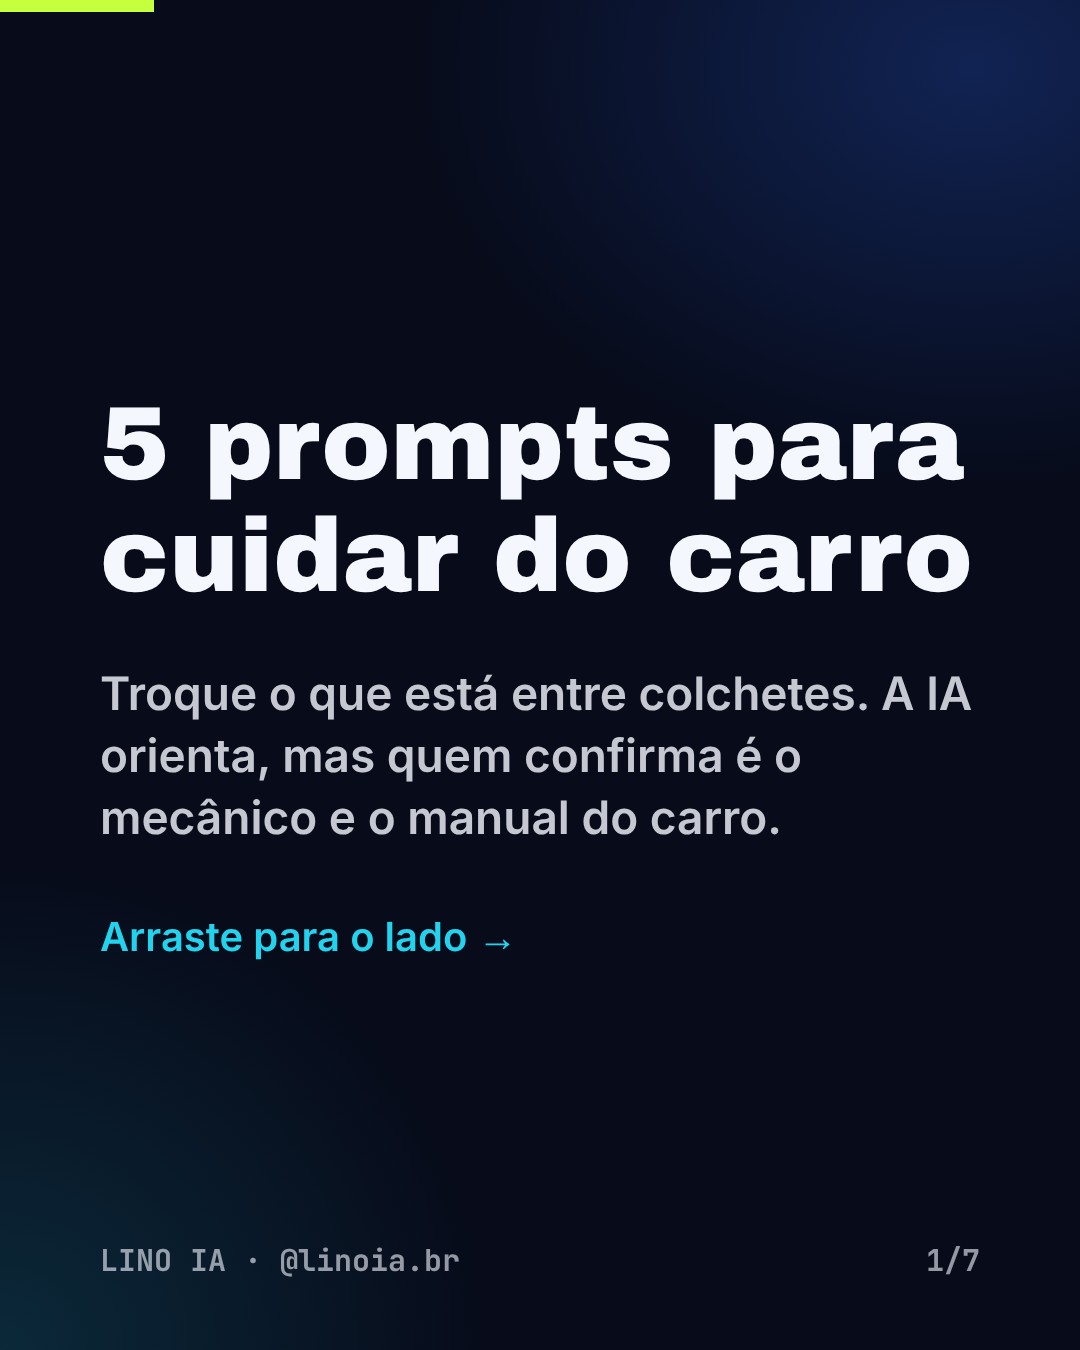 5 prompts para
cuidar do carro
Troque o que está entre colchetes. A IA
orienta, mas quem confirma é o
mecânico e o manual do carro.
Arraste para o lado →
LINO IA · @linoia.br
1/7